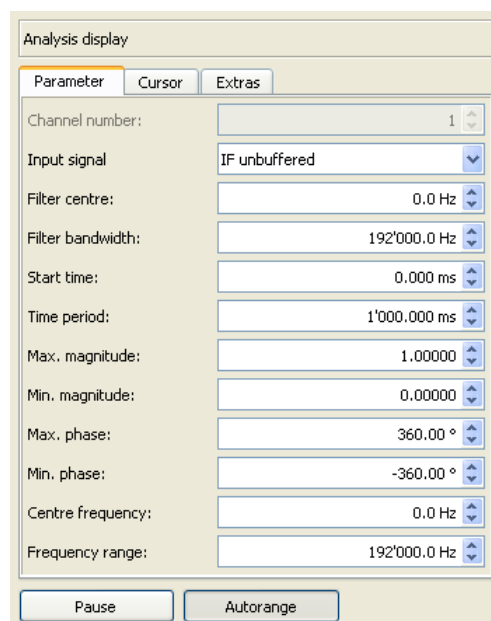 Analysis display
Parameter Cursor Extras
Channel number: 1
Input signal IF unbuffered
Filter centre: 0.0 Hz
Filter bandwidth: 192'000.0 Hz
Start time: 0.000 ms
Time period: 1'000.000 ms
Max. magnitude: 1.00000
Min. magnitude: 0.00000
Max. phase: 360.00 °
Min. phase: -360.00 °
Centre frequency: 0.0 Hz
Frequency range: 192'000.0 Hz
Pause Autorange